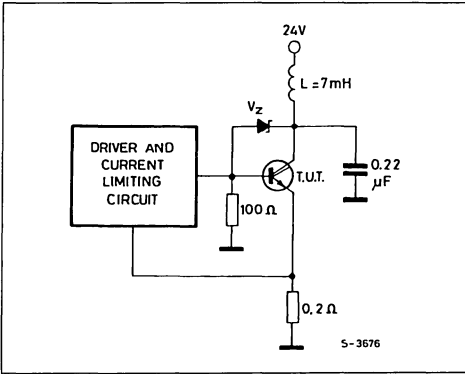 24V
L = 7mH
Vz
DRIVER AND
CURRENT
LIMITING
CIRCUIT
T.U.T.
0.22
μF
100 Ω
0,2 Ω
S-3676